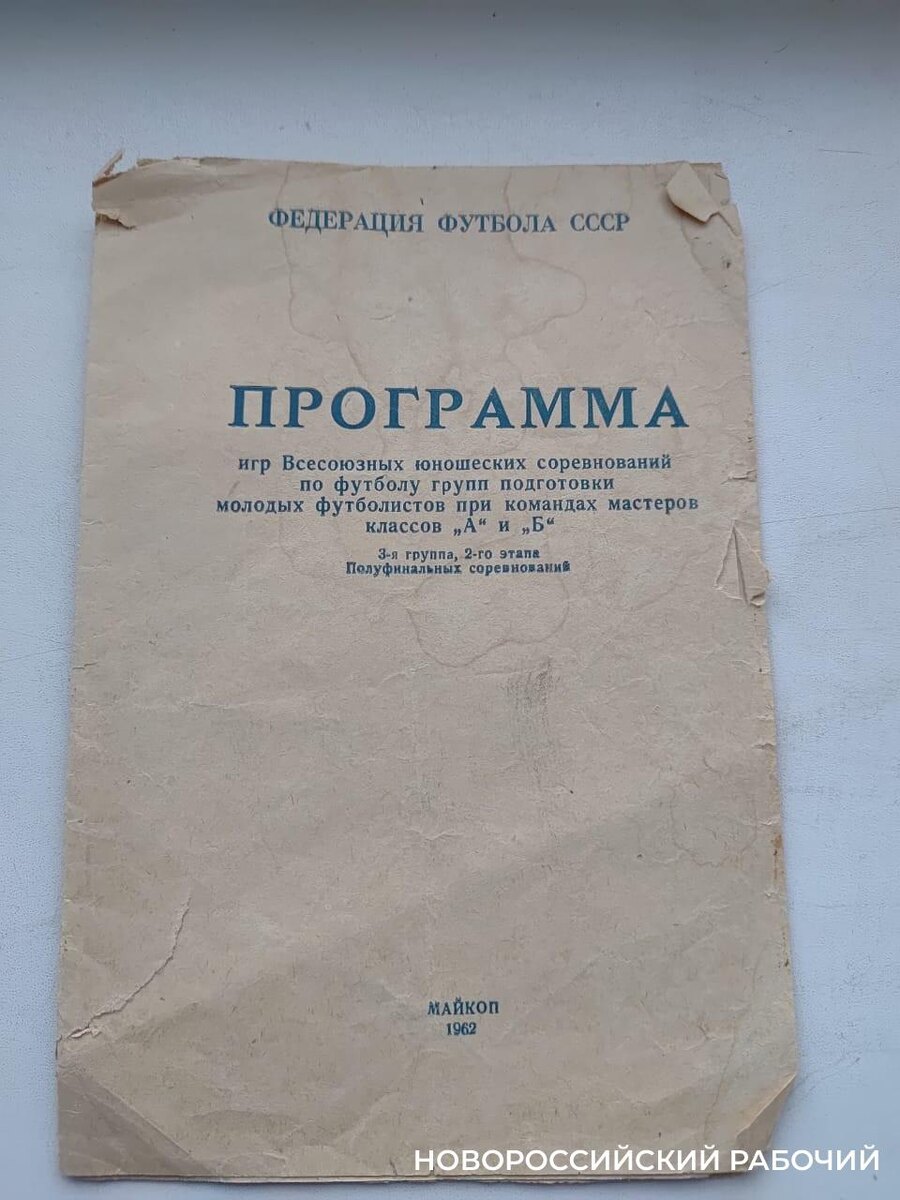 ФЕДЕРАЦИЯ ФУТБОЛА СССР
ПРОГРАММА
игр Всесоюзных юношеских соревнований
по футболу групп подготовки
молодых футболистов при командах мастеров
классов „А“ и „Б“
3-я группа, 2-го этапа
Полуфинальных соревнований
МАЙКОП
1962
НОВОРОССИЙСКИЙ РАБОЧИЙ